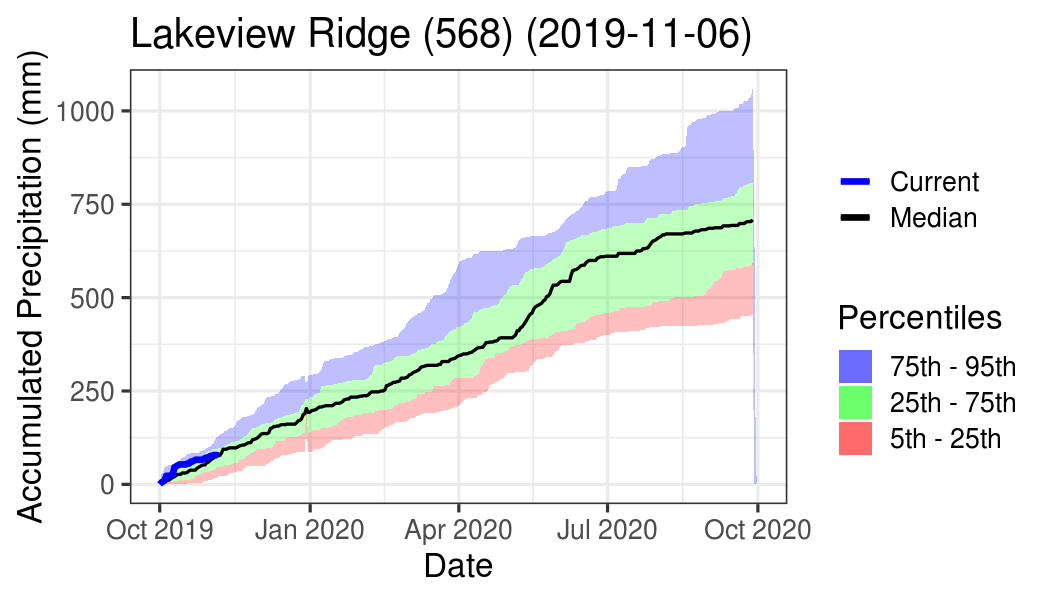 Lakeview Ridge (568) (2019-11-06)
Accumulated Precipitation (mm)
1000
750
500
250
0
Oct 2019
Jan 2020
Apr 2020
Jul 2020
Oct 2020
Date
Current
Median
Percentiles
75th - 95th
25th - 75th
5th - 25th